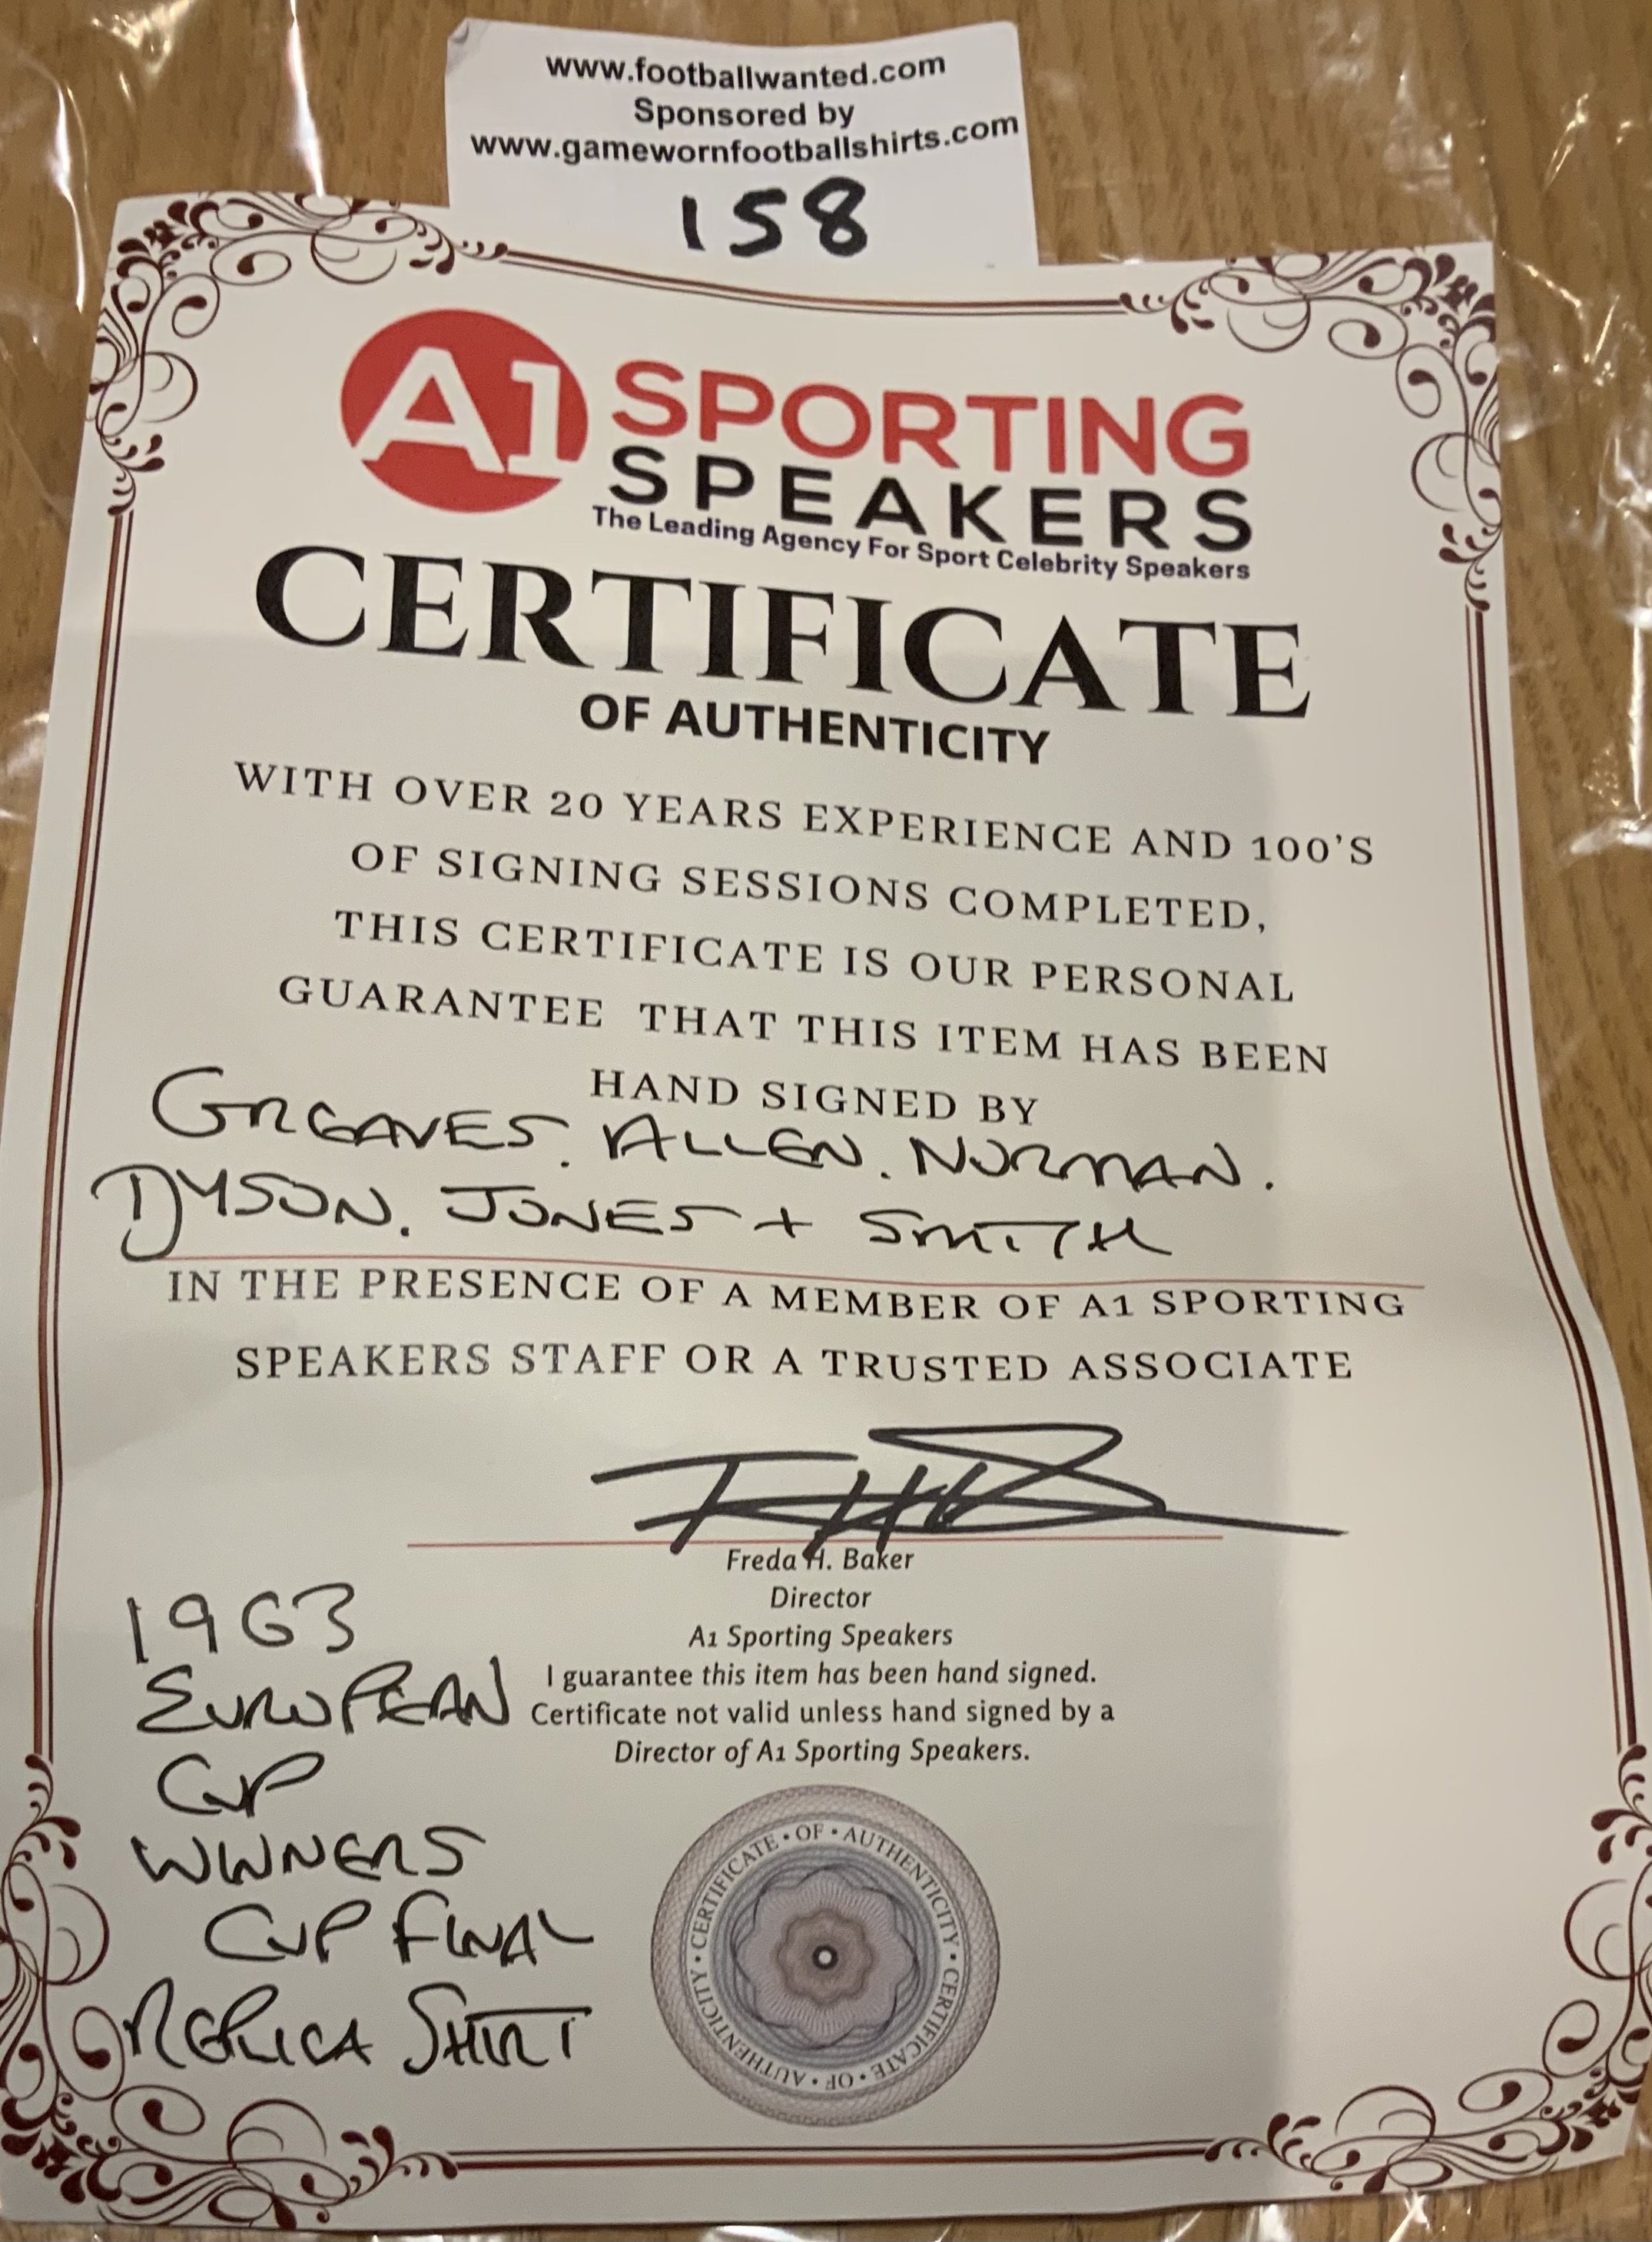 www.footballwanted.com
Sponsored by
www.gamewornfootballshirts.com
158
A1 SPORTING
SPEAKERS
The Leading Agency For Sport Celebrity Speakers
CERTIFICATE
OF AUTHENTICITY
WITH OVER 20 YEARS EXPERIENCE AND 100'S
OF SIGNING SESSIONS COMPLETED,
THIS CERTIFICATE IS OUR PERSONAL
GUARANTEE THAT THIS ITEM HAS BEEN
HAND SIGNED BY
GREAVES. ALLEN. NORMAN.
DYSON. JONES + SMITH
IN THE PRESENCE OF A MEMBER OF A1 SPORTING
SPEAKERS STAFF OR A TRUSTED ASSOCIATE
Freda H. Baker
Director
A1 Sporting Speakers
I guarantee this item has been hand signed.
Certificate not valid unless hand signed by a
Director of A1 Sporting Speakers.
1963
EUROPEAN
CUP
WINNERS
CUP FINAL
REPLICA SHIRT
CERTIFICATE • OF • AUTHENTICITY • CERTIFICATE • OF • AUTHENTICITY •